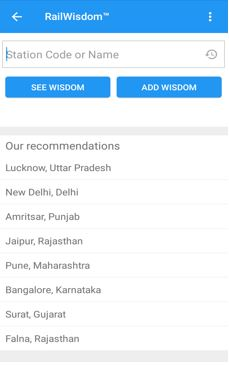 RailWisdom™
Station Code or Name
SEE WISDOM ADD WISDOM
Our recommendations
Lucknow, Uttar Pradesh
New Delhi, Delhi
Amritsar, Punjab
Jaipur, Rajasthan
Pune, Maharashtra
Bangalore, Karnataka
Surat, Gujarat
Falna, Rajasthan